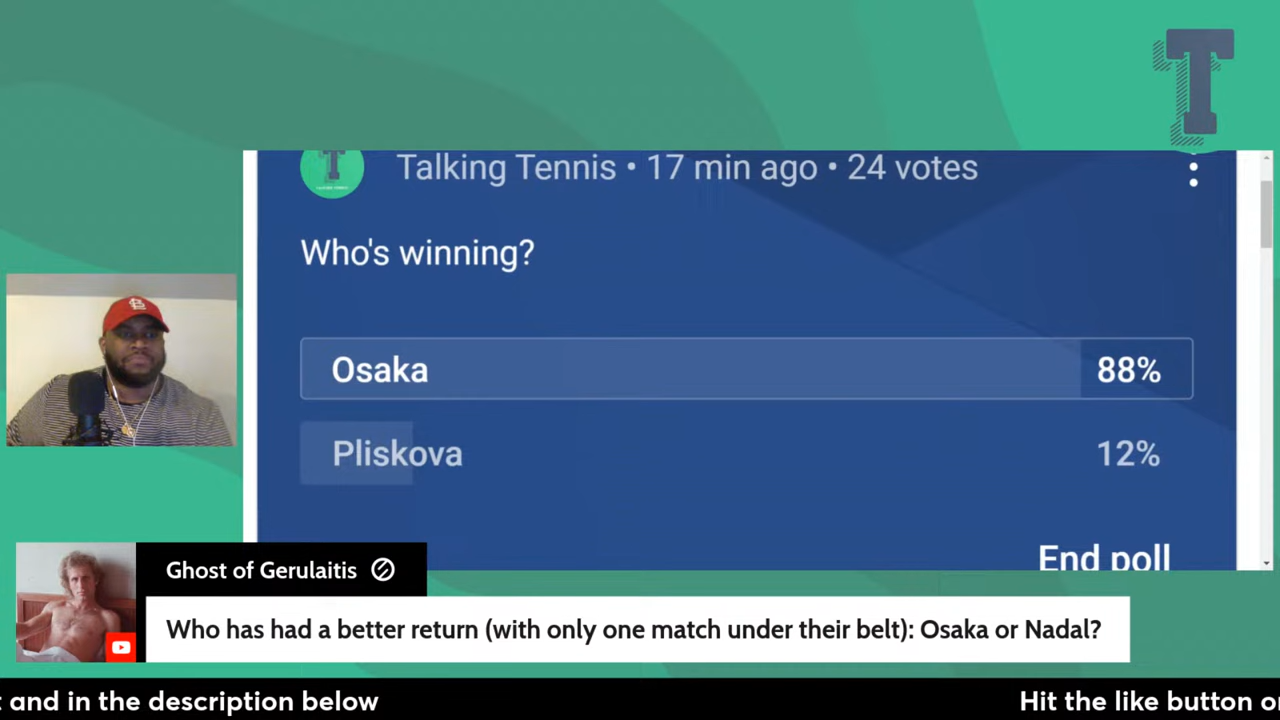 T
Talking Tennis • 17 min ago • 24 votes
Who's winning?
Osaka 88%
Pliskova 12%
End poll
Ghost of Gerulaitis
Who has had a better return (with only one match under their belt): Osaka or Nadal?
and in the description below
Hit the like button